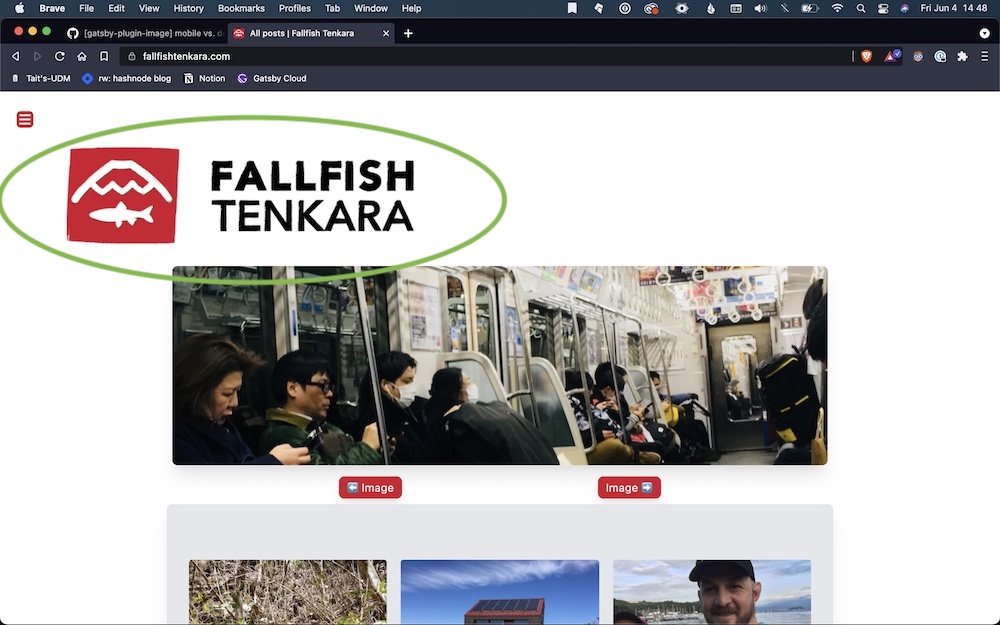 Brave File Edit View History Bookmarks Profiles Tab Window Help Fri Jun 4 14 48
[gatsby-plugin-image] mobile vs. d
All posts | Fallfish Tenkara
fallfishtenkara.com
Tait's-UDM rw: hashnode blog Notion Gatsby Cloud
FALLFISH
TENKARA
⬅️ Image Image ➡️